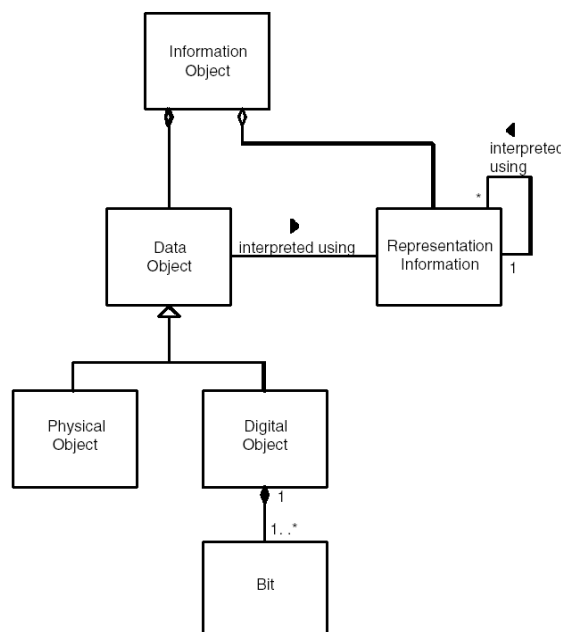 Information
Object
interpreted
using
*
Data
Object
interpreted using
Representation
Information
1
Physical
Object
Digital
Object
1
1..*
Bit